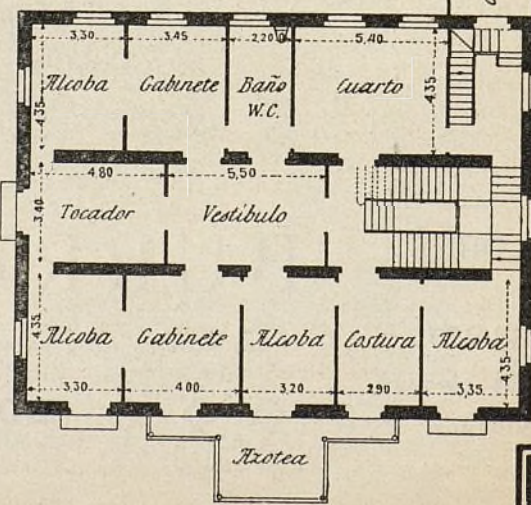 3,30 3,45 2,20 5,40
Alcoba Gabinete Baño Cuarto
W.C.
4,35 4,35
4,80 5,50
3,40
Tocador Vestíbulo
4,35
Alcoba Gabinete Alcoba Costura Alcoba
4,35
3,30 4,00 3,20 2,90 3,35
Azotea